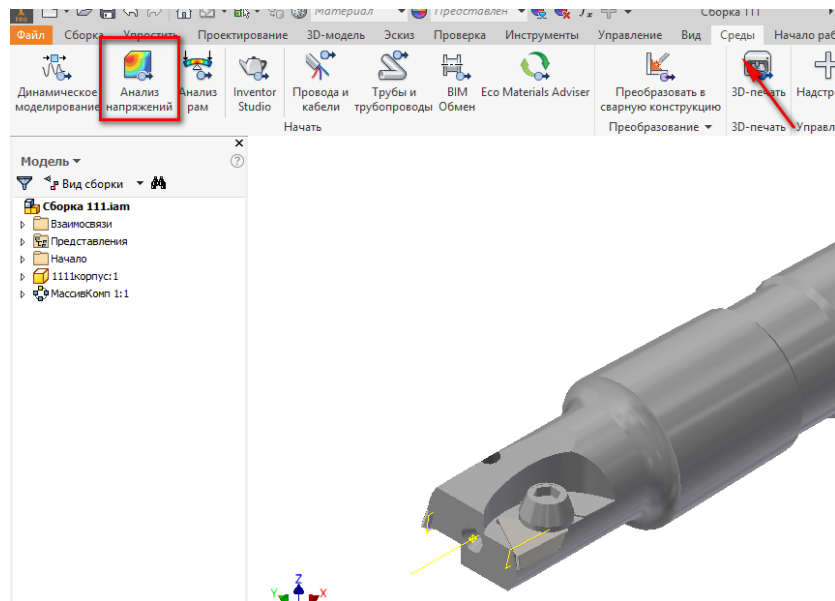 PRO Материал Представлен Сборка 111
Файл Сборка Упростить Проектирование 3D-модель Эскиз Проверка Инструменты Управление Вид Среды Начало раб
Динамическое моделирование
Анализ напряжений
Анализ рам
Inventor Studio
Провода и кабели
Трубы и трубопроводы
BIM Обмен
Eco Materials Adviser
Преобразовать в сварную конструкцию
3D-печать
Надстр
Начать Преобразование 3D-печать Управл
Модель
Вид сборки
Сборка 111.iam
Взаимосвязи
Представления
Начало
1111корпус:1
МассивКомп 1:1
Z
Y X